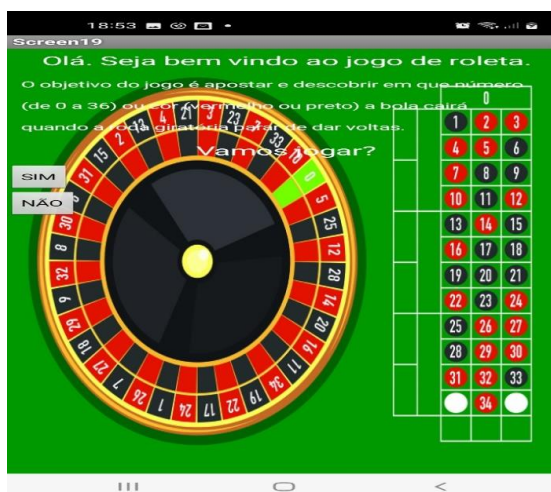 18:53
Screen19
Olá. Seja bem vindo ao jogo de roleta.
O objetivo do jogo é apostar e descobrir em que número
(de 0 a 36) ou cor (vermelho ou preto) a bola cairá
quando a roda giratória parar de dar voltas.
Vamos jogar?
SIM
NÃO
0
1 2 3
4 5 6
7 8 9
10 11 12
13 14 15
16 17 18
19 20 21
22 23 24
25 26 27
28 29 30
31 32 33
34